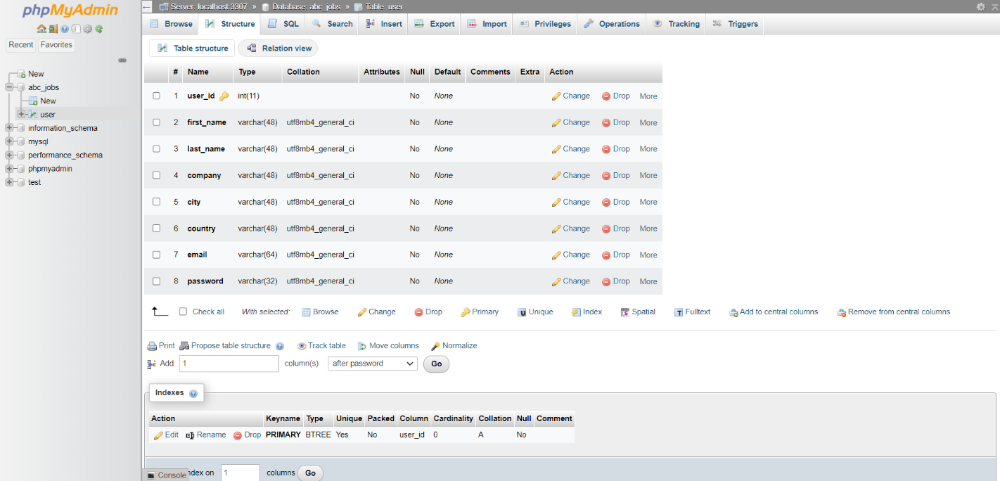 phpMyAdmin
Recent Favorites
New
abc_jobs
New
user
information_schema
mysql
performance_schema
phpmyadmin
test
Server: localhost:3307 » Database: abc_jobs » Table: user
Browse Structure SQL Search Insert Export Import Privileges Operations Tracking Triggers
Table structure Relation view
# Name Type Collation Attributes Null Default Comments Extra Action
1 user_id int(11) No None Change Drop More
2 first_name varchar(48) utf8mb4_general_ci No None Change Drop More
3 last_name varchar(48) utf8mb4_general_ci No None Change Drop More
4 company varchar(48) utf8mb4_general_ci No None Change Drop More
5 city varchar(48) utf8mb4_general_ci No None Change Drop More
6 country varchar(48) utf8mb4_general_ci No None Change Drop More
7 email varchar(64) utf8mb4_general_ci No None Change Drop More
8 password varchar(32) utf8mb4_general_ci No None Change Drop More
Check all With selected: Browse Change Drop Primary Unique Index Spatial Fulltext Add to central columns Remove from central columns
Print Propose table structure Track table Move columns Normalize
Add 1 column(s) after password Go
Indexes
Action Keyname Type Unique Packed Column Cardinality Collation Null Comment
Edit Rename Drop PRIMARY BTREE Yes No user_id 0 A No
Console ndex on 1 columns Go